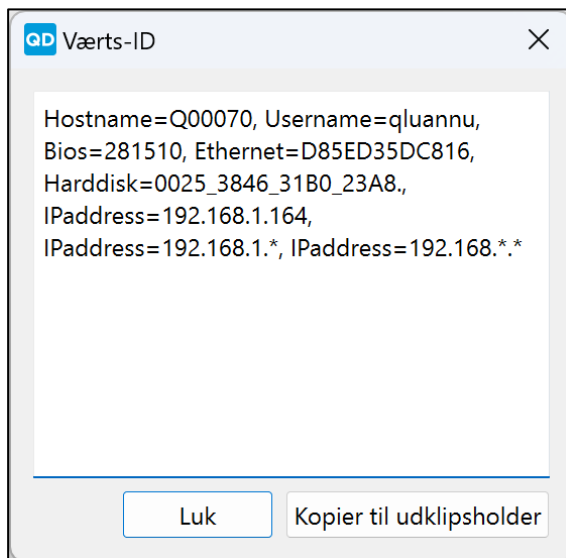 QD Værts-ID
Hostname=Q00070, Username=qluannu,
Bios=281510, Ethernet=D85ED35DC816,
Harddisk=0025_3846_31B0_23A8.,
IPaddress=192.168.1.164,
IPaddress=192.168.1.*, IPaddress=192.168.*.*
Luk
Kopier til udklipsholder